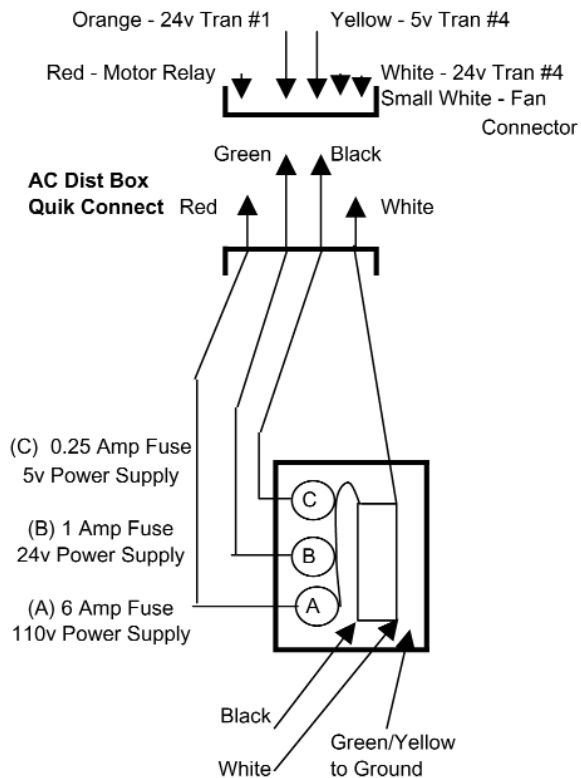 Orange - 24v Tran #1
Yellow - 5v Tran #4
Red - Motor Relay
White - 24v Tran #4
Small White - Fan
Connector
Green
Black
AC Dist Box
Quik Connect
Red
White
(C) 0.25 Amp Fuse
5v Power Supply
C
(B) 1 Amp Fuse
24v Power Supply
B
(A) 6 Amp Fuse
110v Power Supply
A
Black
White
Green/Yellow
to Ground